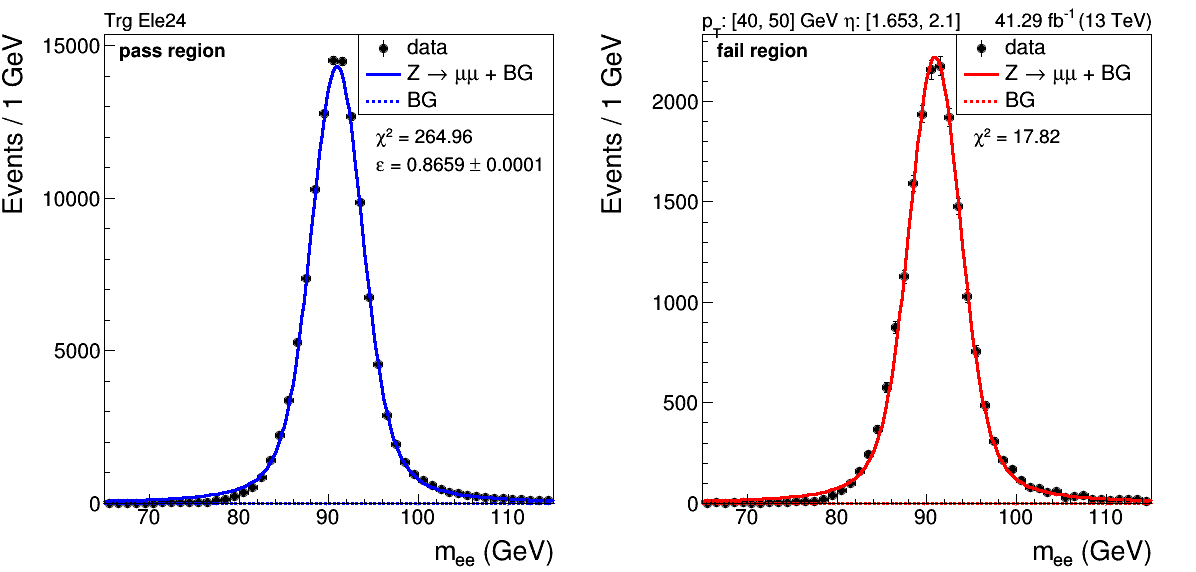 Trg Ele24
pass region
data
Z → μμ + BG
BG
χ² = 264.96
ε = 0.8659 ± 0.0001
Events / 1 GeV
15000
10000
5000
0
70 80 90 100 110
m_ee (GeV)
p_T: [40, 50] GeV η: [1.653, 2.1] 41.29 fb⁻¹ (13 TeV)
fail region
data
Z → μμ + BG
BG
χ² = 17.82
Events / 1 GeV
2000
1500
1000
500
0
70 80 90 100 110
m_ee (GeV)